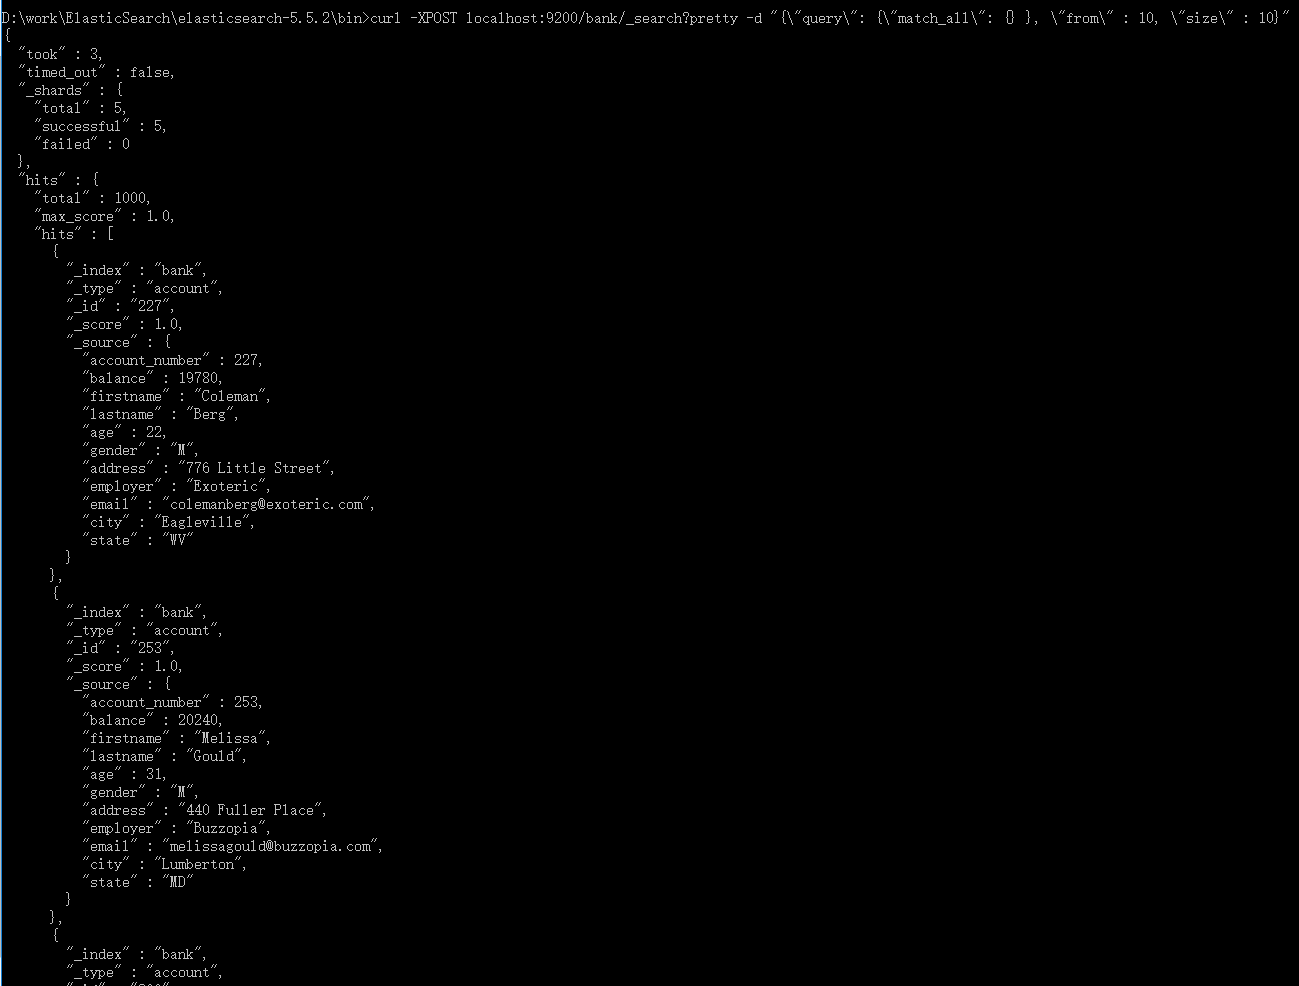 D:\work\ElasticSearch\elasticsearch-5.5.2\bin>curl -XPOST localhost:9200/bank/_search?pretty -d "{\"query\": {\"match_all\": {} }, \"from\" : 10, \"size\" : 10}"
{
"took" : 3,
"timed_out" : false,
"_shards" : {
"total" : 5,
"successful" : 5,
"failed" : 0
},
"hits" : {
"total" : 1000,
"max_score" : 1.0,
"hits" : [
{
"_index" : "bank",
"_type" : "account",
"_id" : "227",
"_score" : 1.0,
"_source" : {
"account_number" : 227,
"balance" : 19780,
"firstname" : "Coleman",
"lastname" : "Berg",
"age" : 22,
"gender" : "M",
"address" : "776 Little Street",
"employer" : "Exoteric",
"email" : "colemanberg@exoteric.com",
"city" : "Eagleville",
"state" : "WV"
}
},
{
"_index" : "bank",
"_type" : "account",
"_id" : "253",
"_score" : 1.0,
"_source" : {
"account_number" : 253,
"balance" : 20240,
"firstname" : "Melissa",
"lastname" : "Gould",
"age" : 31,
"gender" : "M",
"address" : "440 Fuller Place",
"employer" : "Buzzopia",
"email" : "melissagould@buzzopia.com",
"city" : "Lumberton",
"state" : "MD"
}
},
{
"_index" : "bank",
"_type" : "account",